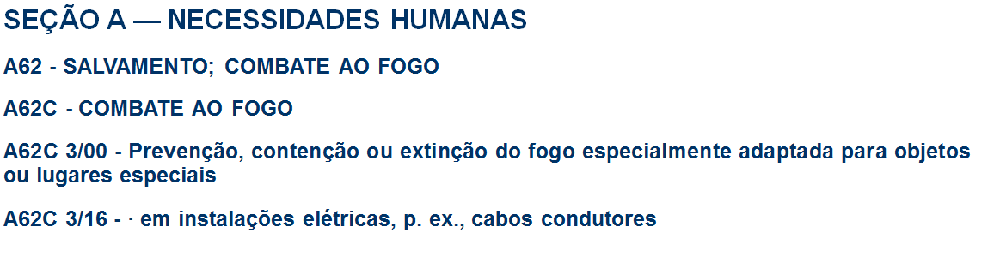 SEÇÃO A — NECESSIDADES HUMANAS
A62 - SALVAMENTO; COMBATE AO FOGO
A62C - COMBATE AO FOGO
A62C 3/00 - Prevenção, contenção ou extinção do fogo especialmente adaptada para objetos
ou lugares especiais
A62C 3/16 - · em instalações elétricas, p. ex., cabos condutores